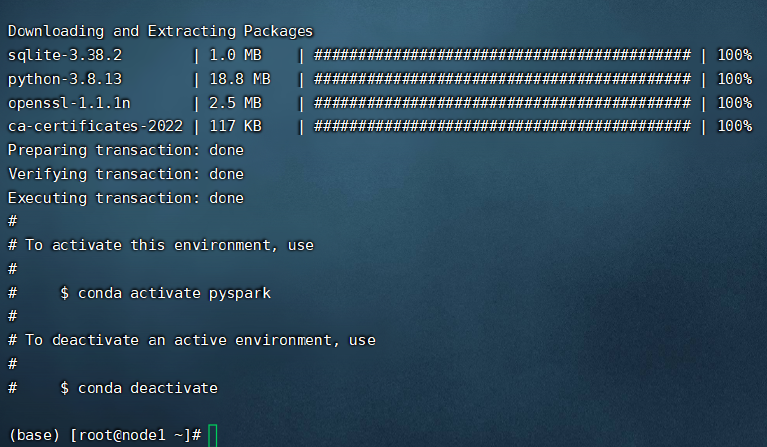 Downloading and Extracting Packages
sqlite-3.38.2        | 1.0 MB    | ########################################### | 100%
python-3.8.13        | 18.8 MB   | ########################################### | 100%
openssl-1.1.1n       | 2.5 MB    | ########################################### | 100%
ca-certificates-2022 | 117 KB    | ########################################### | 100%
Preparing transaction: done
Verifying transaction: done
Executing transaction: done
#
# To activate this environment, use
#
#     $ conda activate pyspark
#
# To deactivate an active environment, use
#
#     $ conda deactivate
(base) [root@node1 ~]#